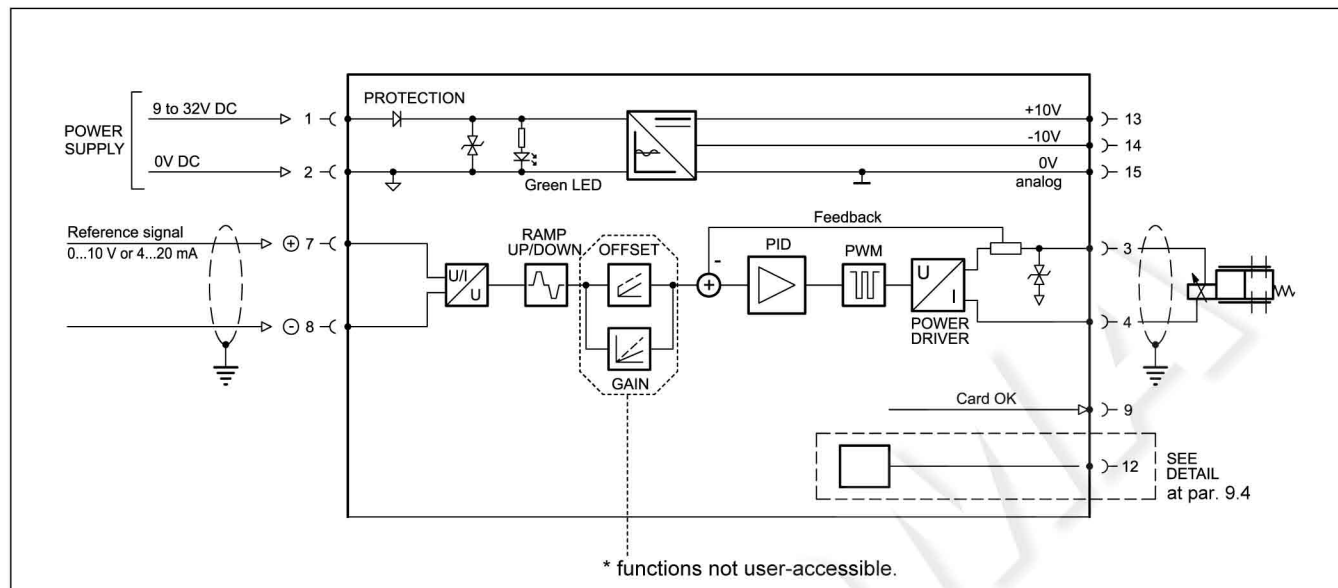 PROTECTION
POWER
SUPPLY
9 to 32V DC
1
0V DC
2
Green LED
+10V
13
-10V
14
0V
analog
15
Reference signal
0...10 V or 4...20 mA
+ 7
- 8
U/I
U
RAMP
UP/DOWN
OFFSET
GAIN
Feedback
-
+
PID
PWM
U
I
POWER
DRIVER
3
4
Card OK
9
12
SEE
DETAIL
at par. 9.4
* functions not user-accessible.